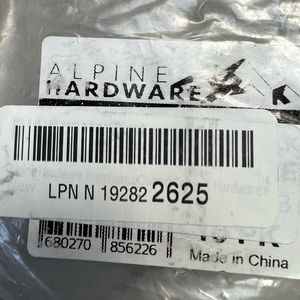 ALPINE
HARDWARE
LPN N 19282 2625
680270 856226
Made in China